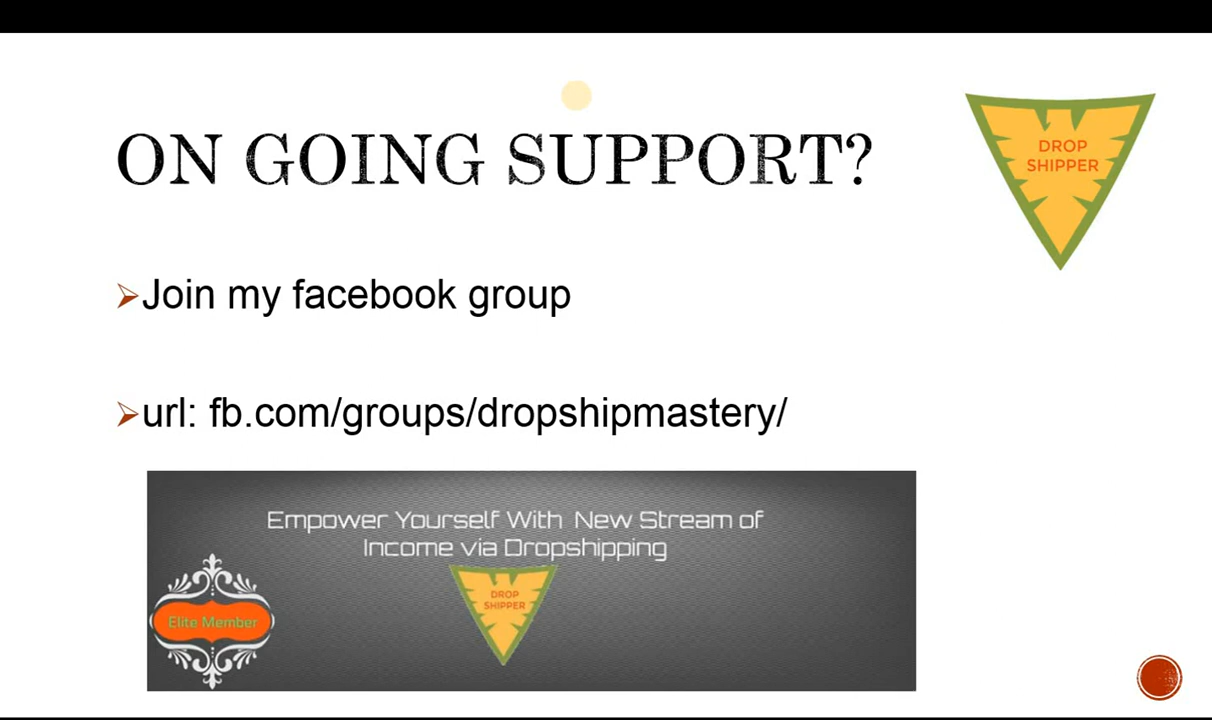 ON GOING SUPPORT?
DROP
SHIPPER
Join my facebook group
url: fb.com/groups/dropshipmastery/
Empower Yourself With New Stream of
Income via Dropshipping
DROP
SHIPPER
Elite Member